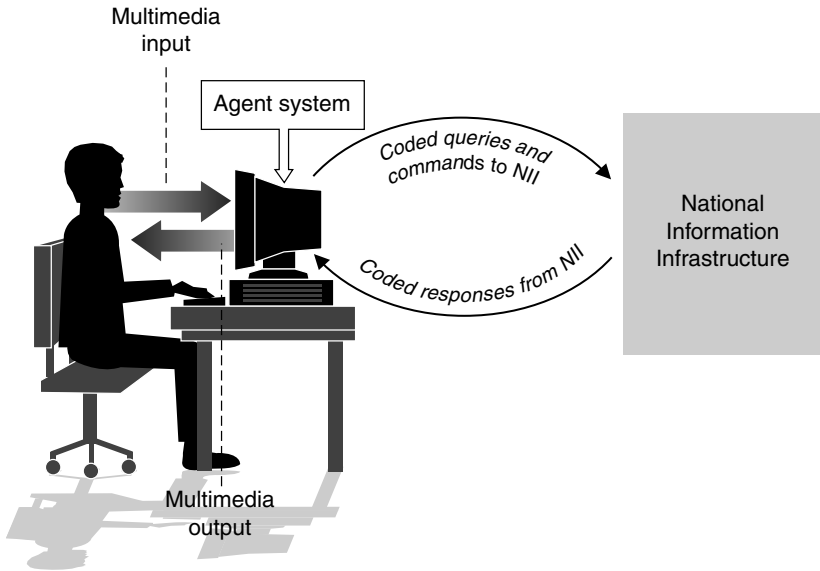 Multimedia
input
Agent system
Coded queries and
commands to NII
National
Information
Infrastructure
Coded responses from NII
Multimedia
output